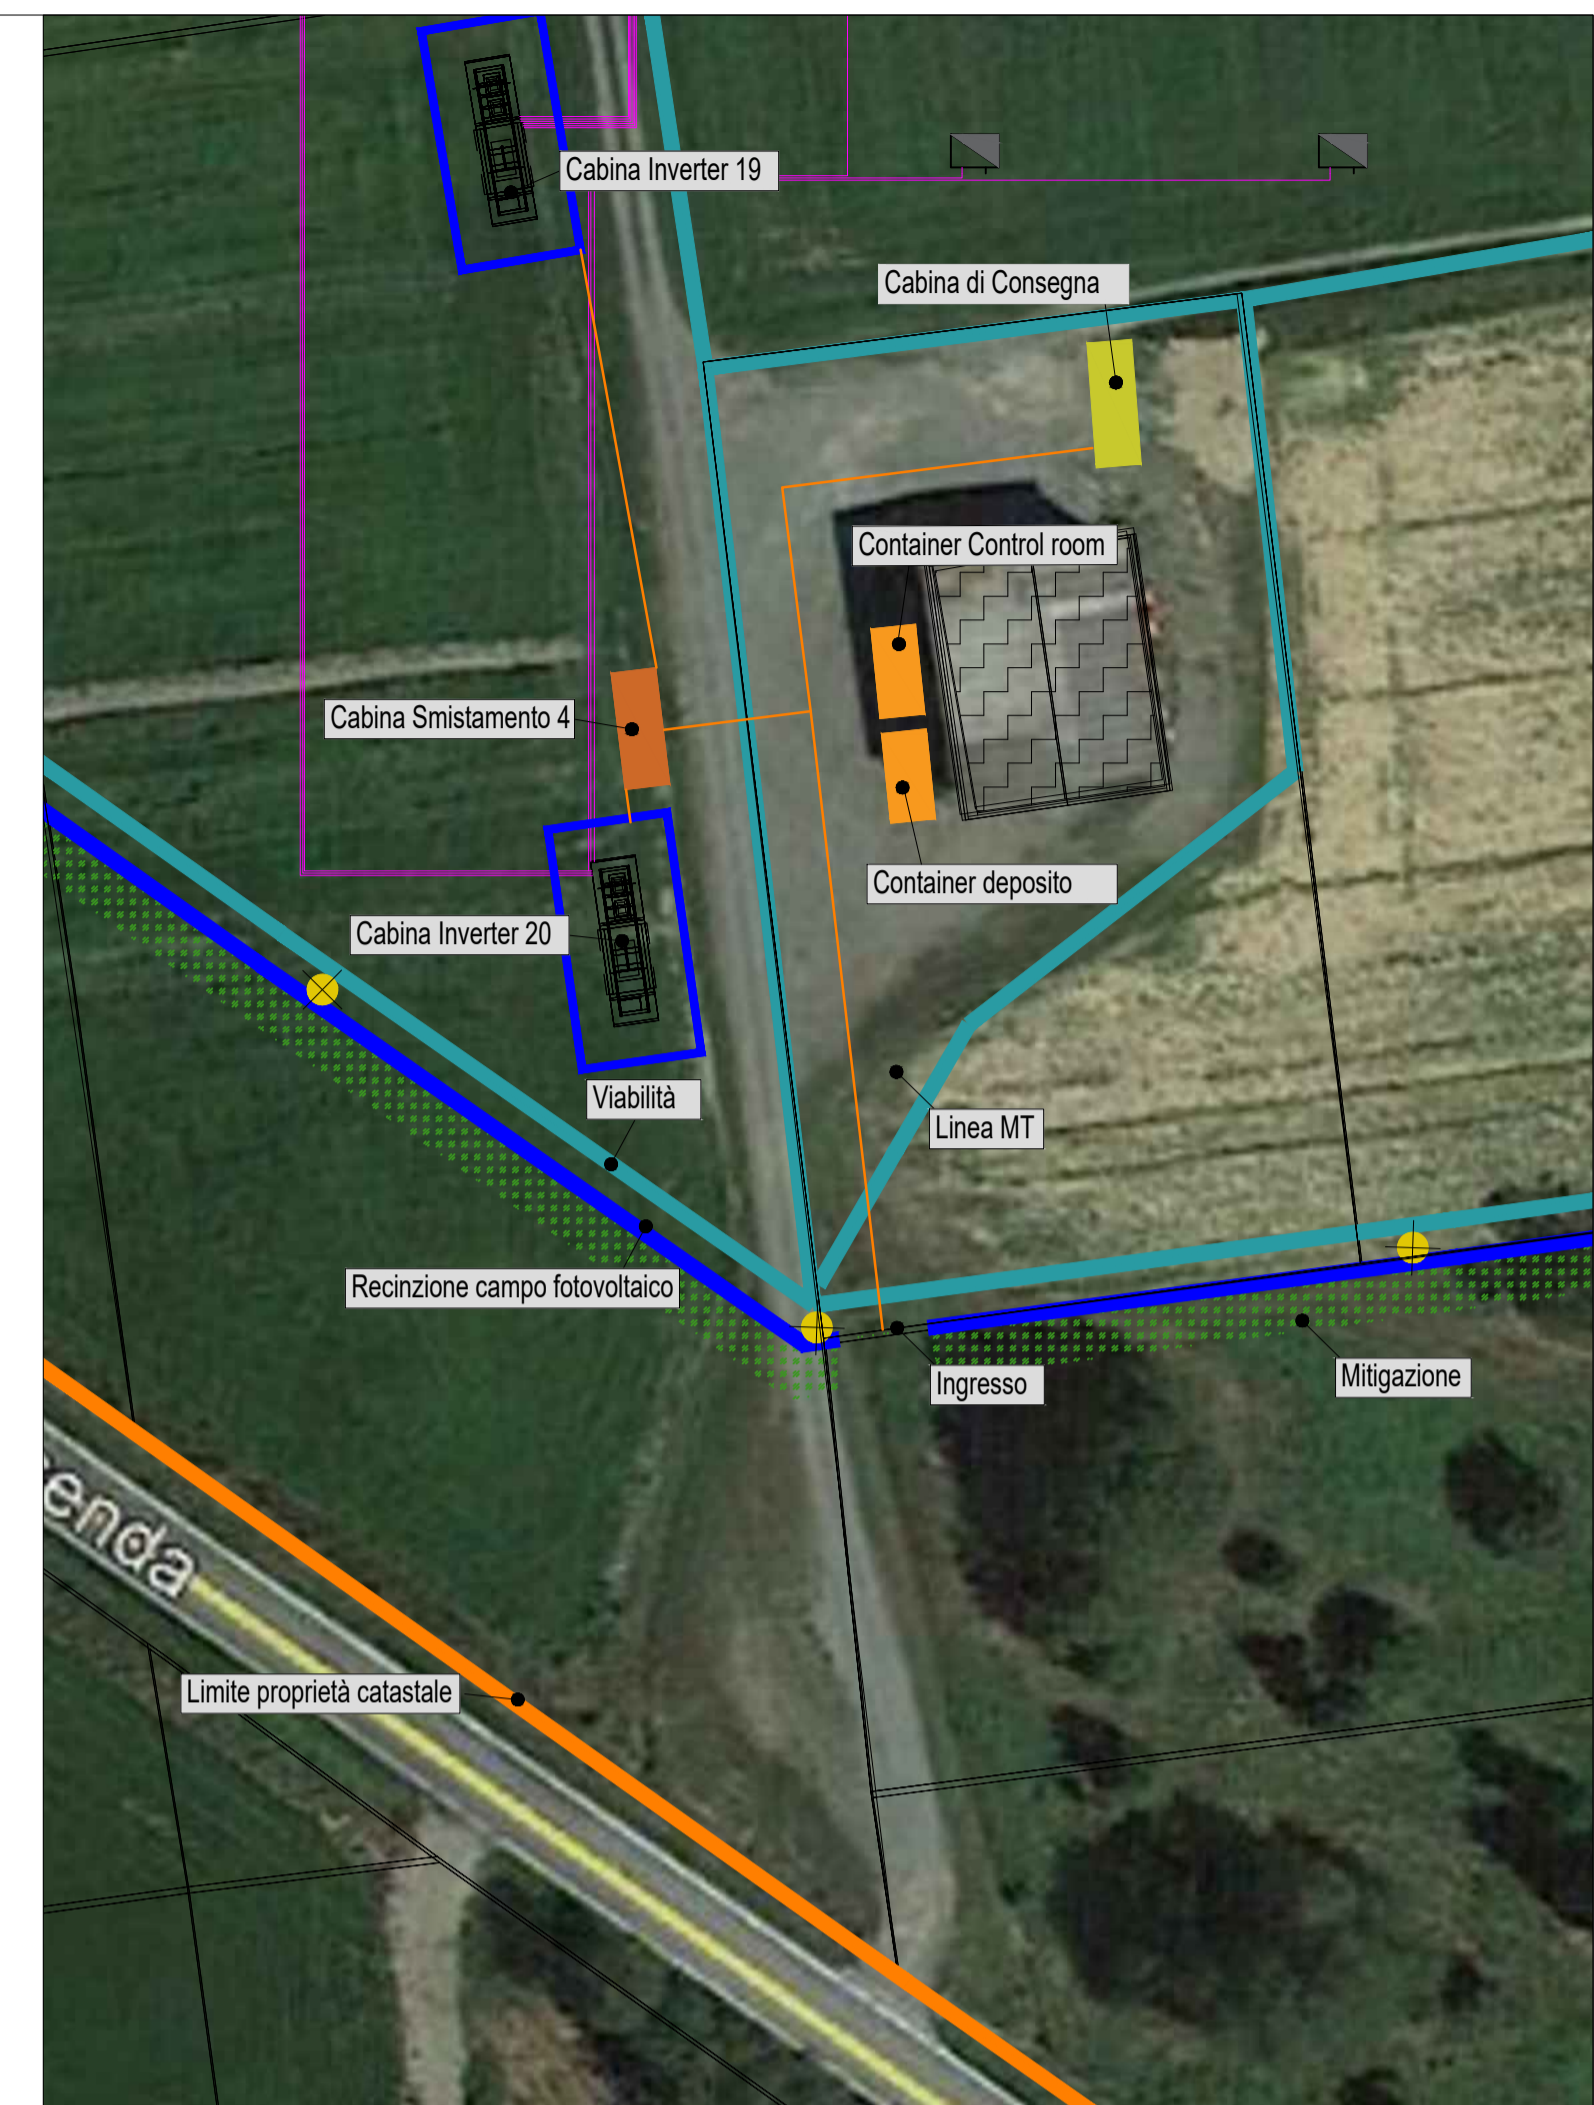 Cabina Inverter 19
Cabina di Consegna
Container Control room
Cabina Smistamento 4
Container deposito
Cabina Inverter 20
Viabilità
Linea MT
Recinzione campo fotovoltaico
Ingresso
Mitigazione
enda
Limite proprietà catastale